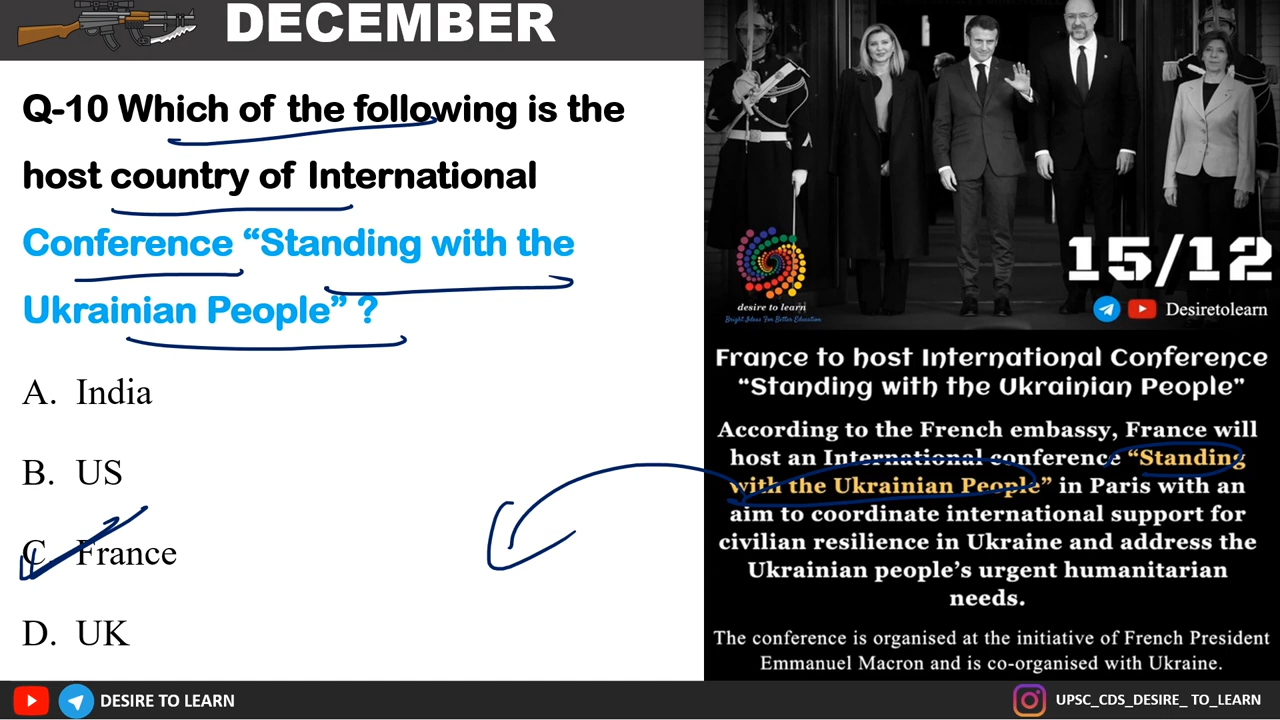 DECEMBER
Q-10 Which of the following is the
host country of International
Conference “Standing with the
Ukrainian People” ?
A. India
B. US
C. France
D. UK
15/12
desire to learn
Bright Ideas For Better Education
Desiretolearn
France to host International Conference
“Standing with the Ukrainian People”
According to the French embassy, France will
host an International conference “Standing
with the Ukrainian People” in Paris with an
aim to coordinate international support for
civilian resilience in Ukraine and address the
Ukrainian people’s urgent humanitarian
needs.
The conference is organised at the initiative of French President
Emmanuel Macron and is co-organised with Ukraine.
DESIRE TO LEARN
UPSC_CDS_DESIRE_ TO_LEARN